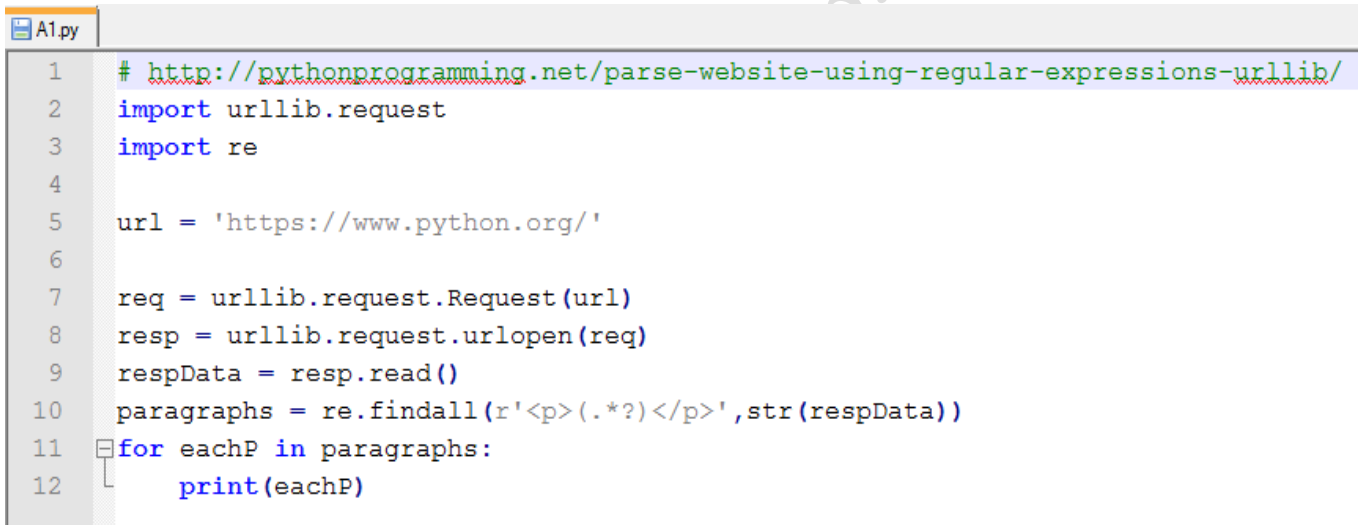 A1.py
1 # http://pythonprogramming.net/parse-website-using-regular-expressions-urllib/
2 import urllib.request
3 import re
4
5 url = 'https://www.python.org/'
6
7 req = urllib.request.Request(url)
8 resp = urllib.request.urlopen(req)
9 respData = resp.read()
10 paragraphs = re.findall(r'<p>(.*?)</p>',str(respData))
11 for eachP in paragraphs:
12     print(eachP)